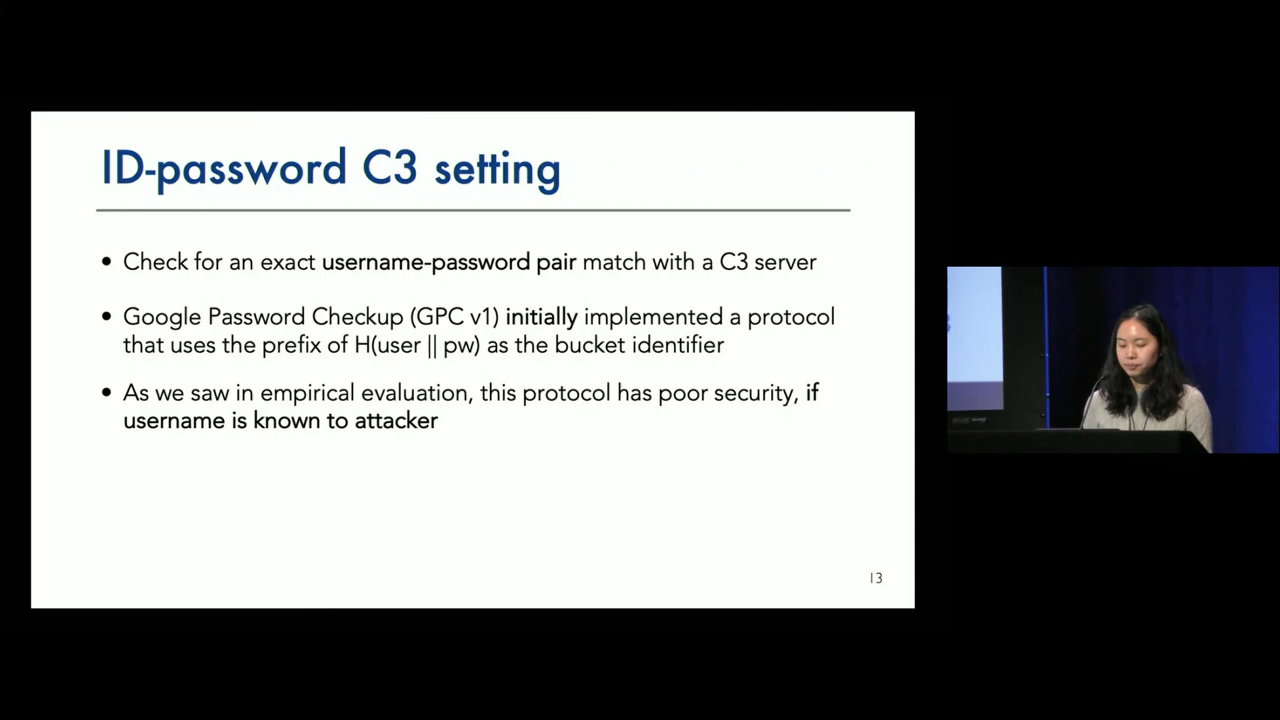 ID-password C3 setting
• Check for an exact username-password pair match with a C3 server
• Google Password Checkup (GPC v1) initially implemented a protocol
that uses the prefix of H(user || pw) as the bucket identifier
• As we saw in empirical evaluation, this protocol has poor security, if
username is known to attacker
13